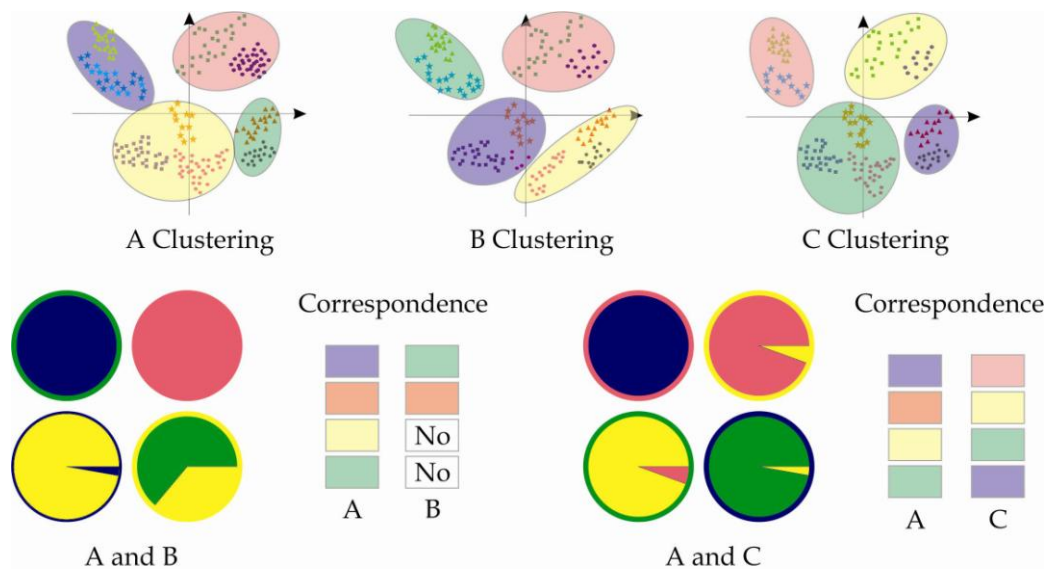 A Clustering
B Clustering
C Clustering
Correspondence
No
No
A
B
A and B
Correspondence
A
C
A and C